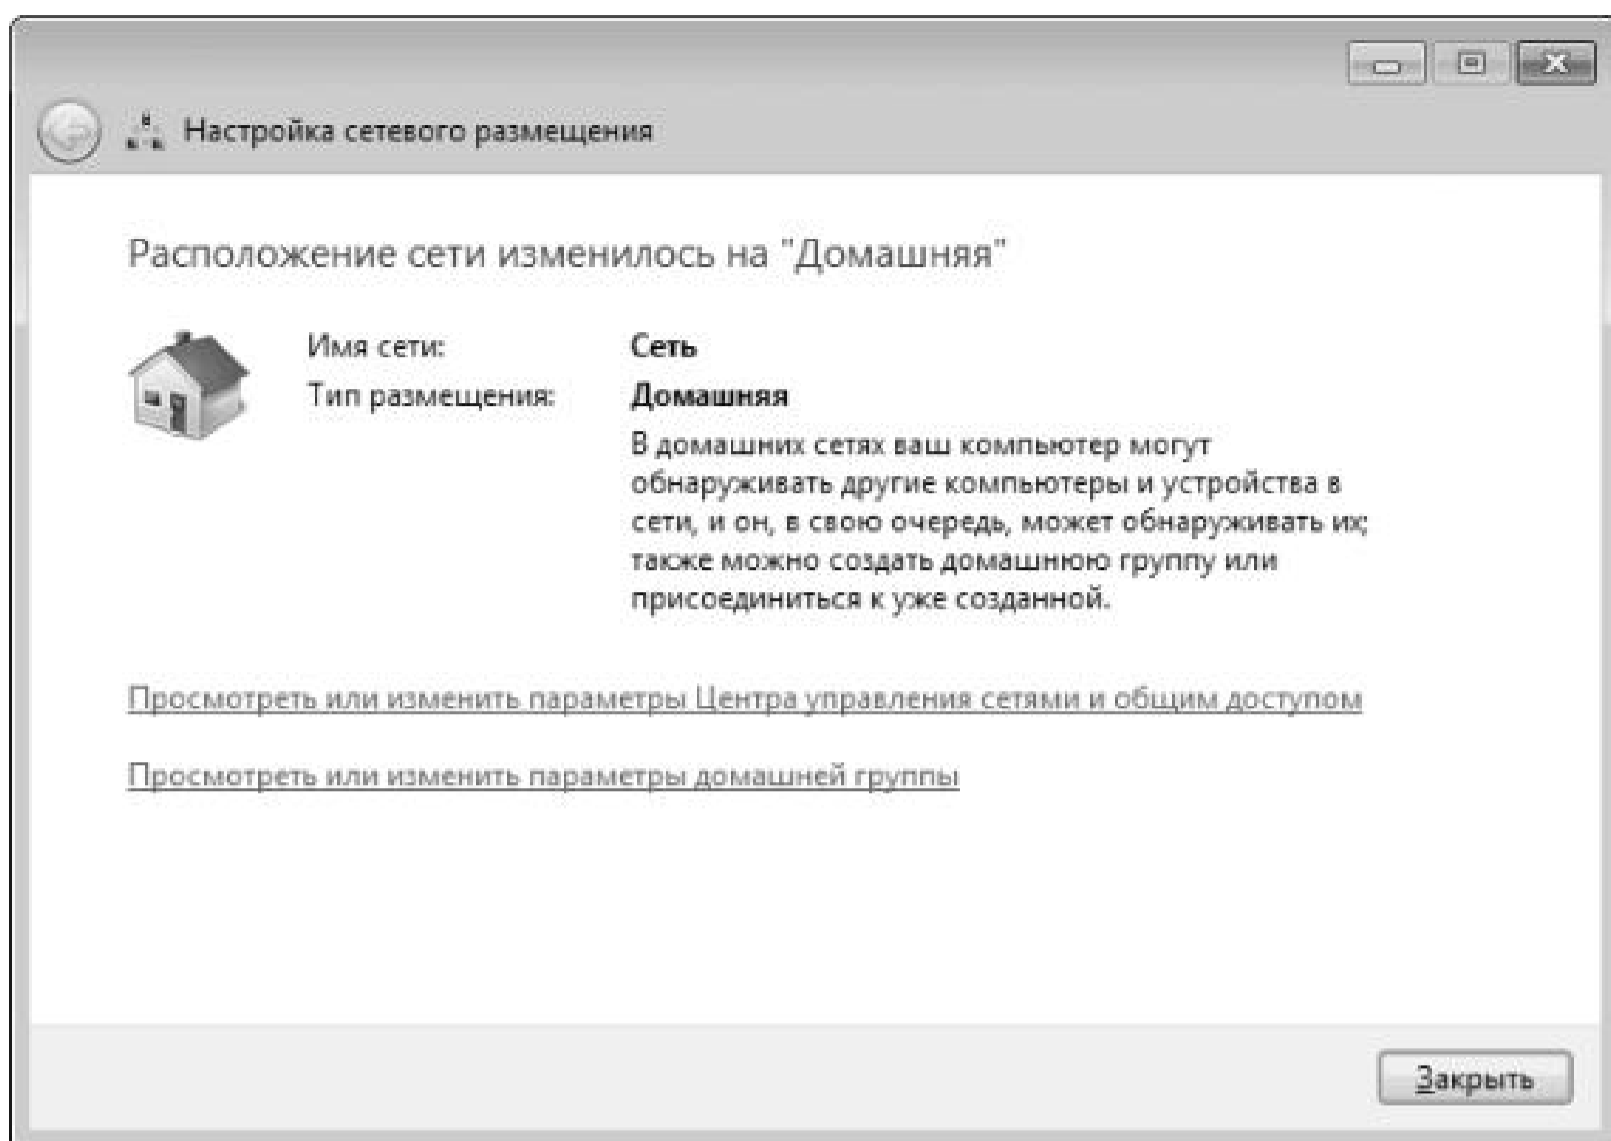 Настройка сетевого размещения
Расположение сети изменилось на "Домашняя"
Имя сети: Сеть
Тип размещения: Домашняя
В домашних сетях ваш компьютер могут
обнаруживать другие компьютеры и устройства в
сети, и он, в свою очередь, может обнаруживать их;
также можно создать домашнюю группу или
присоединиться к уже созданной.
Просмотреть или изменить параметры Центра управления сетями и общим доступом
Просмотреть или изменить параметры домашней группы
Закрыть